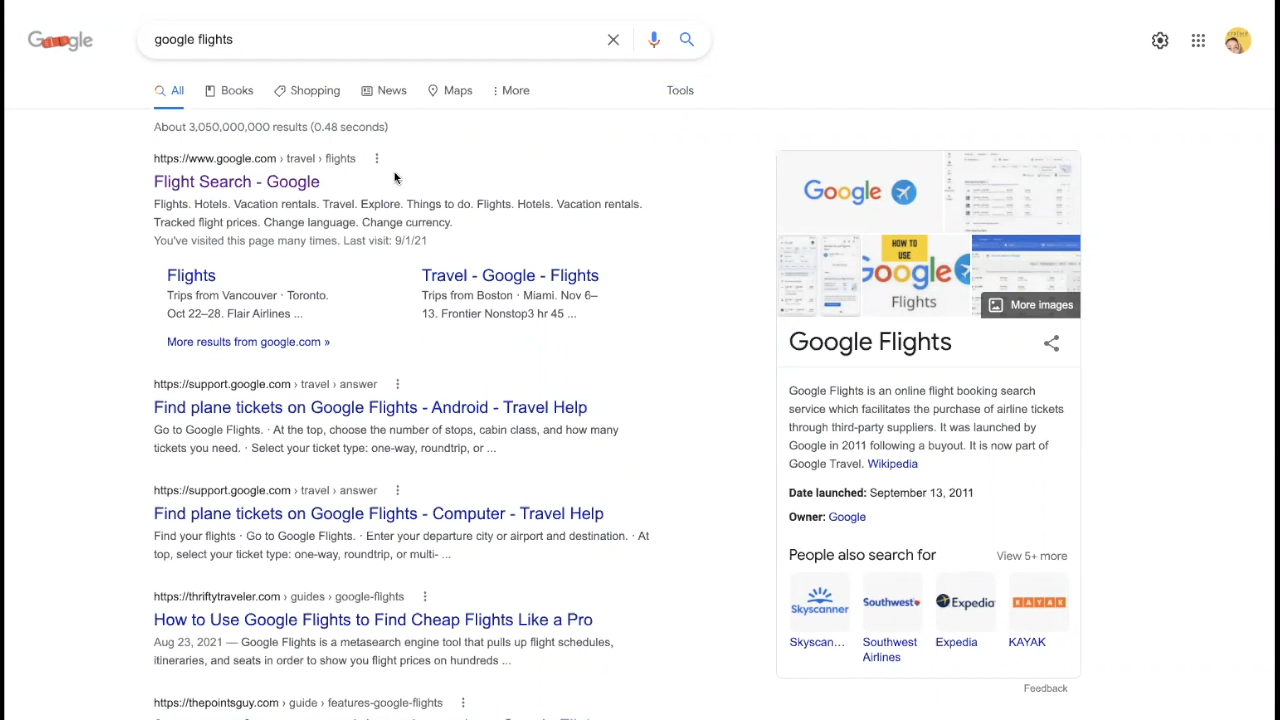 Google
google flights
All
Books
Shopping
News
Maps
More
Tools
About 3,050,000,000 results (0.48 seconds)
https://www.google.com › travel › flights
Flight Search - Google
Flights. Hotels. Vacation rentals. Travel. Explore. Things to do. Flights. Hotels. Vacation rentals.
Tracked flight prices. Change language. Change currency.
You've visited this page many times. Last visit: 9/1/21
Flights
Trips from Vancouver · Toronto.
Oct 22–28. Flair Airlines ...
Travel - Google - Flights
Trips from Boston · Miami. Nov 6–
13. Frontier Nonstop3 hr 45 ...
More results from google.com »
https://support.google.com › travel › answer
Find plane tickets on Google Flights - Android - Travel Help
Go to Google Flights. · At the top, choose the number of stops, cabin class, and how many
tickets you need. · Select your ticket type: one-way, roundtrip, or ...
https://support.google.com › travel › answer
Find plane tickets on Google Flights - Computer - Travel Help
Find your flights · Go to Google Flights. · Enter your departure city or airport and destination. · At
top, select your ticket type: one-way, roundtrip, or multi- ...
https://thriftytraveler.com › guides › google-flights
How to Use Google Flights to Find Cheap Flights Like a Pro
Aug 23, 2021 — Google Flights is a metasearch engine tool that pulls up flight schedules,
itineraries, and seats in order to show you flight prices on hundreds ...
https://thepointsguy.com › guide › features-google-flights
Google
HOW TO
USE
Google
Flights
More images
Google Flights
Google Flights is an online flight booking search
service which facilitates the purchase of airline tickets
through third-party suppliers. It was launched by
Google in 2011 following a buyout. It is now part of
Google Travel. Wikipedia
Date launched: September 13, 2011
Owner: Google
People also search for
View 5+ more
Skyscanner
Southwest
Expedia
KAYAK
Skyscan...
Southwest
Airlines
Expedia
KAYAK
Feedback